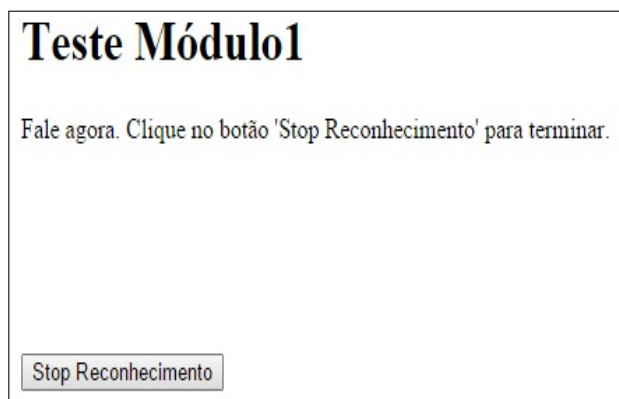 Teste Módulo1
Fale agora. Clique no botão 'Stop Reconhecimento' para terminar.
Stop Reconhecimento